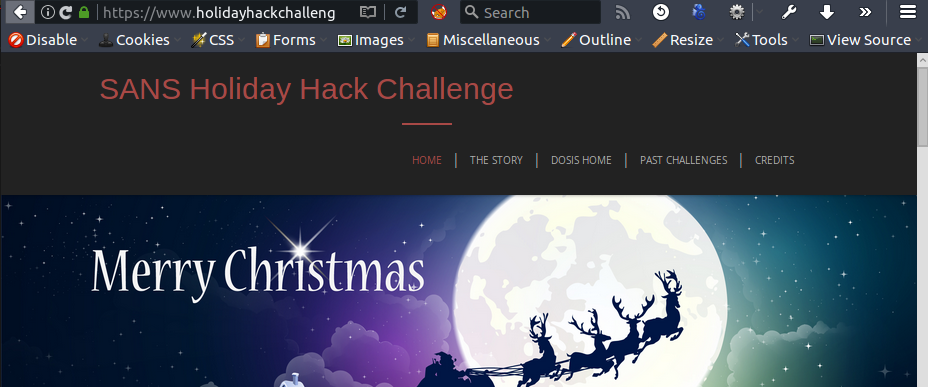 https://www.holidayhackchalleng
Search
Disable Cookies CSS Forms Images Miscellaneous Outline Resize Tools View Source
SANS Holiday Hack Challenge
HOME | THE STORY | DOSIS HOME | PAST CHALLENGES | CREDITS
Merry Christmas